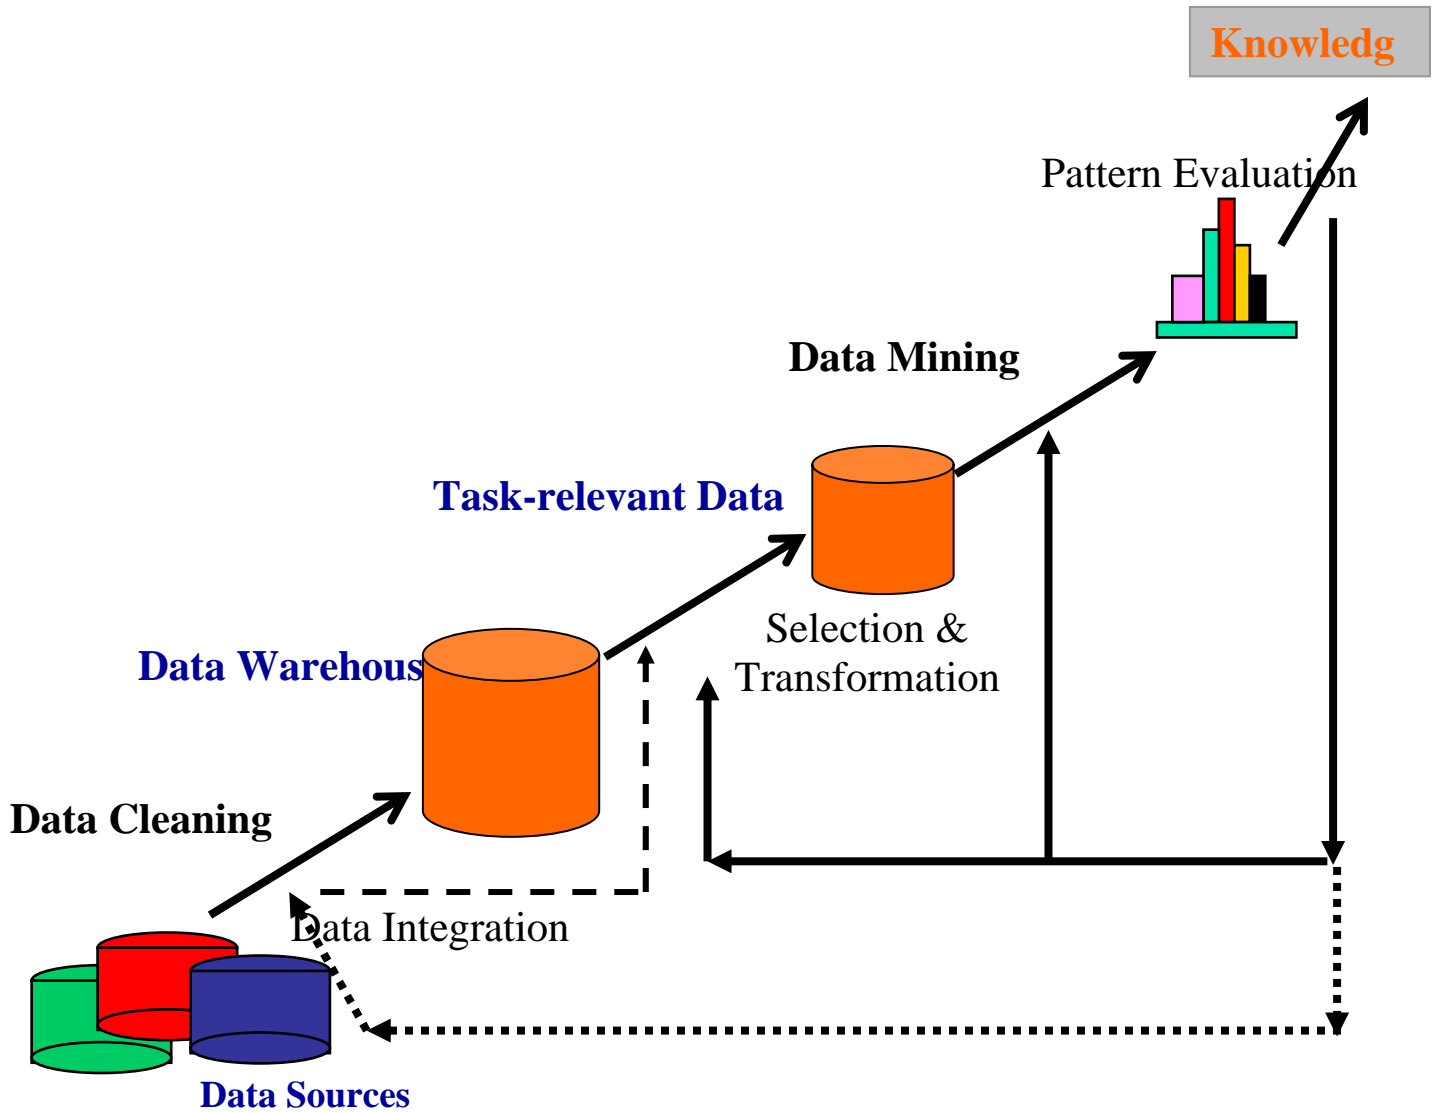 Knowledg
Pattern Evaluation
Data Mining
Task-relevant Data
Selection &
Transformation
Data Warehous
Data Cleaning
Data Integration
Data Sources